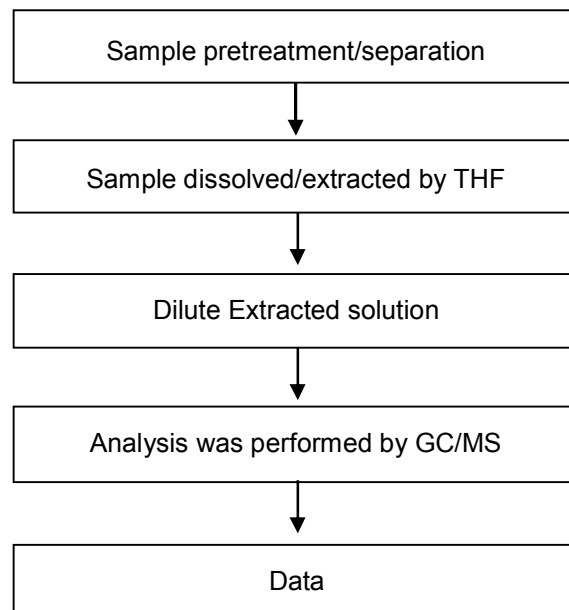 Sample pretreatment/separation
Sample dissolved/extracted by THF
Dilute Extracted solution
Analysis was performed by GC/MS
Data